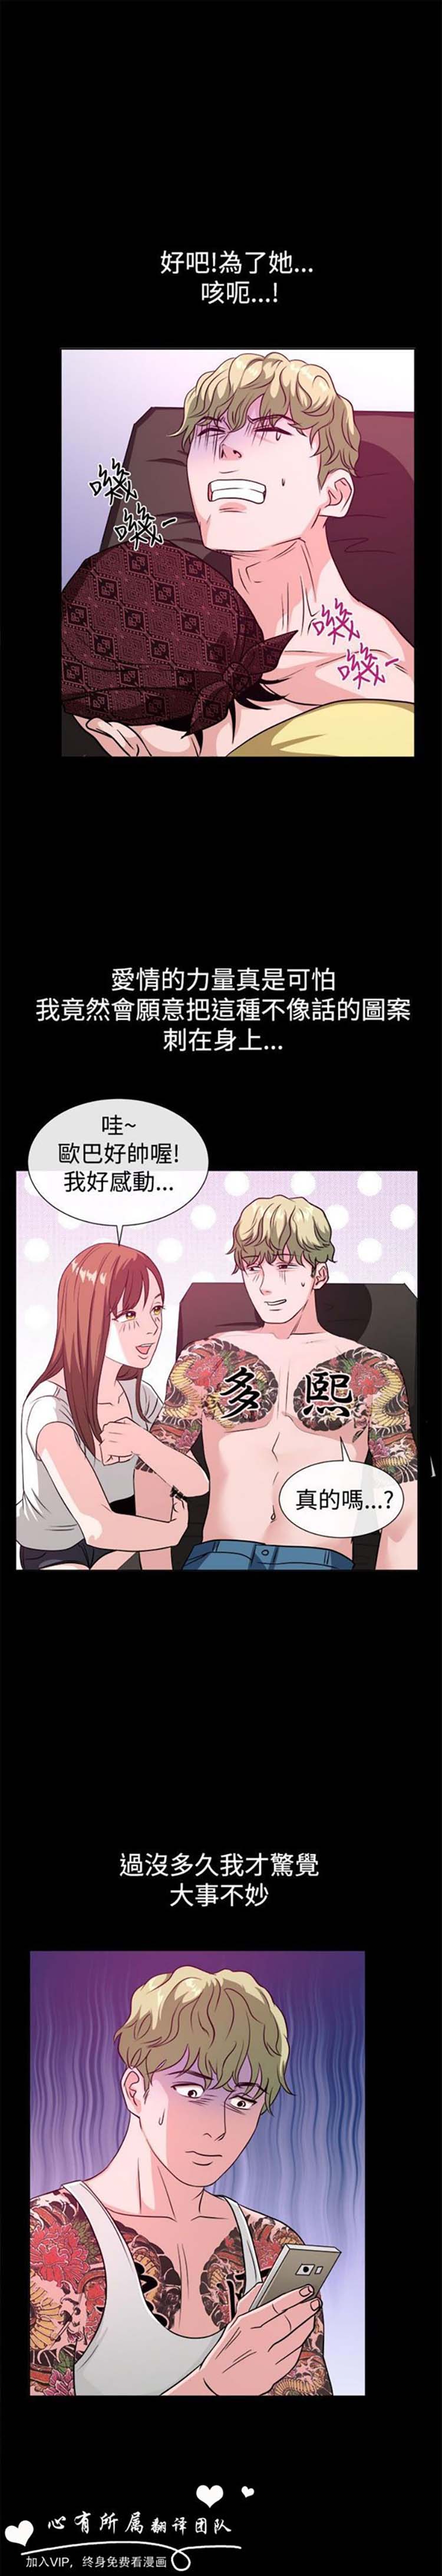 好吧!為了她...
咳呃...!
嘰
嘰-
嘰
嘰-
愛情的力量真是可怕
我竟然會願意把這種不像話的圖案
刺在身上...
哇~
歐巴好帥喔!
我好感動...
多熙
真的嗎...?
過沒多久我才驚覺
大事不妙
心有所属翻译团队
加入VIP，终身免费看漫画